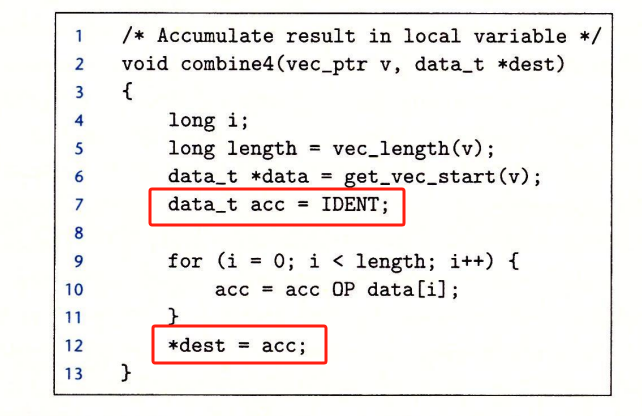 1 /* Accumulate result in local variable */
2 void combine4(vec_ptr v, data_t *dest)
3 {
4     long i;
5     long length = vec_length(v);
6     data_t *data = get_vec_start(v);
7     data_t acc = IDENT;
8
9     for (i = 0; i < length; i++) {
10         acc = acc OP data[i];
11     }
12     *dest = acc;
13 }